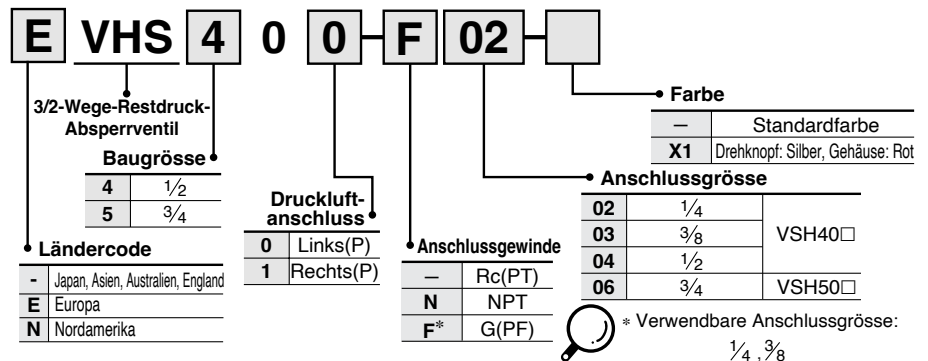 E VHS 4 0 0 - F 02 -
3/2-Wege-Restdruck-
Absperrventil
Baugrösse
4 1/2
5 3/4
Ländercode
- Japan, Asien, Australien, England
E Europa
N Nordamerika
Druckluft-
anschluss
0 Links(P)
1 Rechts(P)
Anschlussgewinde
— Rc(PT)
N NPT
F* G(PF)
Farbe
— Standardfarbe
X1 Drehknopf: Silber, Gehäuse: Rot
Anschlussgrösse
02 1/4
03 3/8 VSH40□
04 1/2
06 3/4 VSH50□
* Verwendbare Anschlussgrösse:
1/4 , 3/8